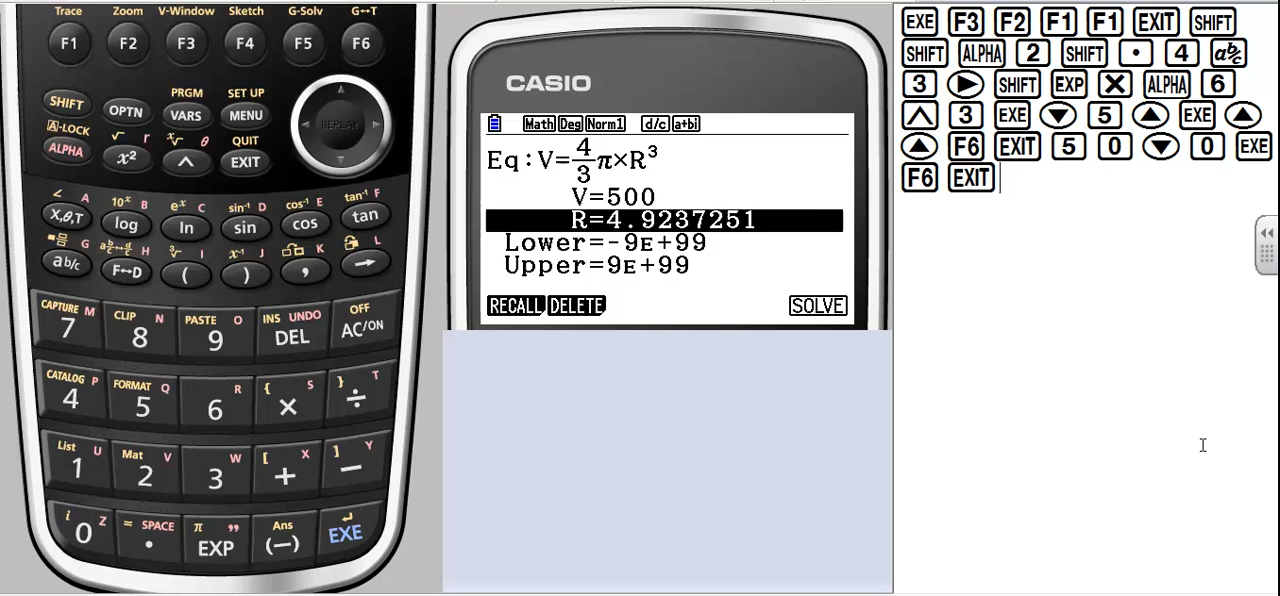 Trace Zoom V-Window Sketch G-Solv G↔T
F1 F2 F3 F4 F5 F6
PRGM SET UP
SHIFT OPTN VARS MENU
REPLAY
A-LOCK √ r x√ θ QUIT
ALPHA x² ^ EXIT
∠ A 10ˣ B eˣ C sin⁻¹ D cos⁻¹ E tan⁻¹ F
X,θ,T log ln sin cos tan
G a b/c↔d/c H ³√ I x⁻¹ J K L
a b/c F↔D ( ) , →
CAPTURE M CLIP N PASTE O INS UNDO OFF
7 8 9 DEL AC/ON
CATALOG P FORMAT Q R { S } T
4 5 6 × ÷
List U Mat V W [ X ] Y
1 2 3 + −
i Z = SPACE π ” Ans ↵
0 • EXP (−) EXE
CASIO
Math Deg Norm1 d/c a+bi
Eq:V=4/3π×R³
V=500
R=4.9237251
Lower=-9E+99
Upper=9E+99
RECALL DELETE SOLVE
EXE F3 F2 F1 F1 EXIT SHIFT
SHIFT ALPHA 2 SHIFT • 4 a b/c
3 ▶ SHIFT EXP × ALPHA 6
^ 3 EXE ▼ 5 ▲ EXE ▲
▲ F6 EXIT 5 0 ▼ 0 EXE
F6 EXIT